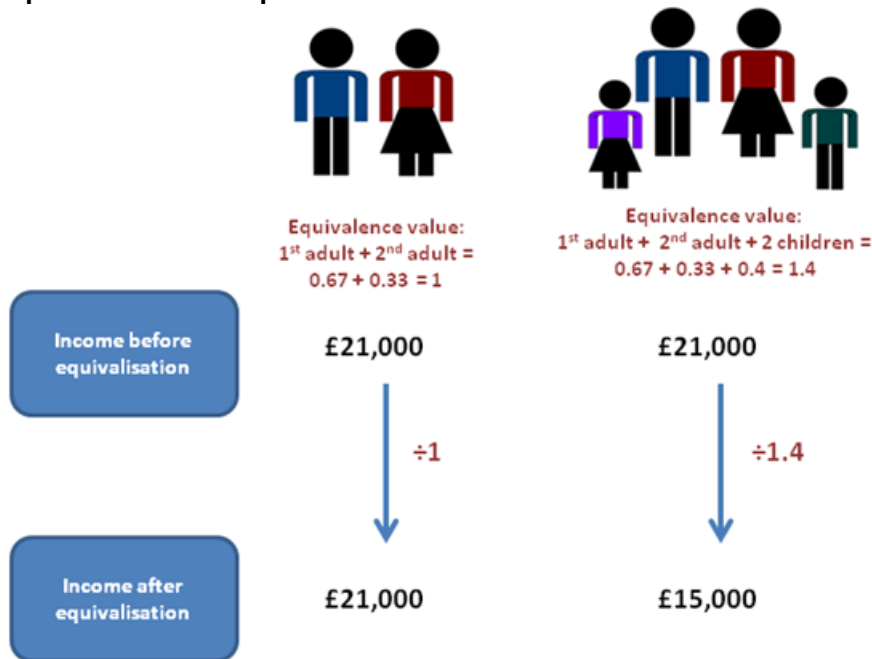 Equivalence value:
1st adult + 2nd adult =
0.67 + 0.33 = 1
Equivalence value:
1st adult + 2nd adult + 2 children =
0.67 + 0.33 + 0.4 = 1.4
Income before
equivalisation
£21,000
£21,000
÷1
÷1.4
Income after
equivalisation
£21,000
£15,000